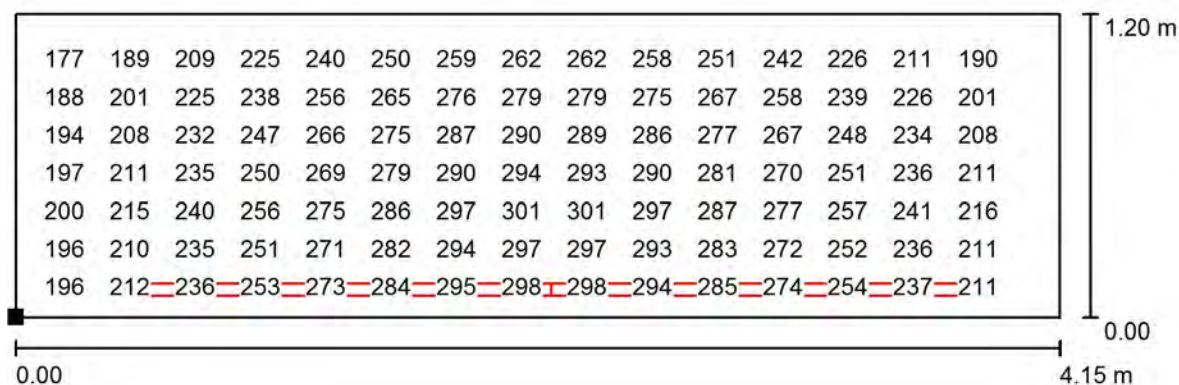 1.20 m
177 189 209 225 240 250 259 262 262 258 251 242 226 211 190
188 201 225 238 256 265 276 279 279 275 267 258 239 226 201
194 208 232 247 266 275 287 290 289 286 277 267 248 234 208
197 211 235 250 269 279 290 294 293 290 281 270 251 236 211
200 215 240 256 275 286 297 301 301 297 287 277 257 241 216
196 210 235 251 271 282 294 297 297 293 283 272 252 236 211
196 212 236 253 273 284 295 298 298 294 285 274 254 237 211
0.00
0.00 4.15 m